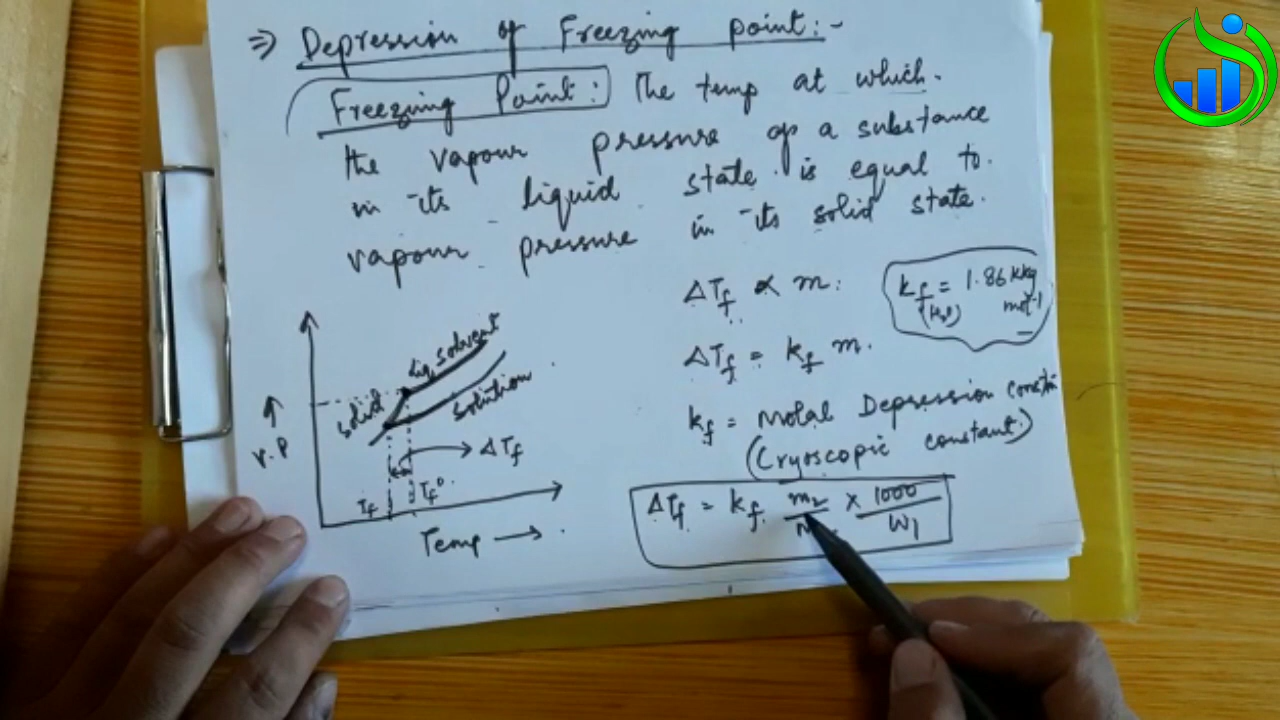 ⇒ Depression of Freezing point:-
Freezing Point: The temp at which
the vapour pressure of a substance
in its liquid state is equal to
vapour pressure in its solid state.
ΔTf ∝ m.
Kf = 1.86 K kg
(H2O) mol-1
ΔTf = Kf m.
Kf = Molal Depression
(Cryoscopic constant)
ΔTf = Kf m2 × 1000
W1
Liq. solvent
solid
solution
ΔTf
V.P
Tf Tf°
Temp →